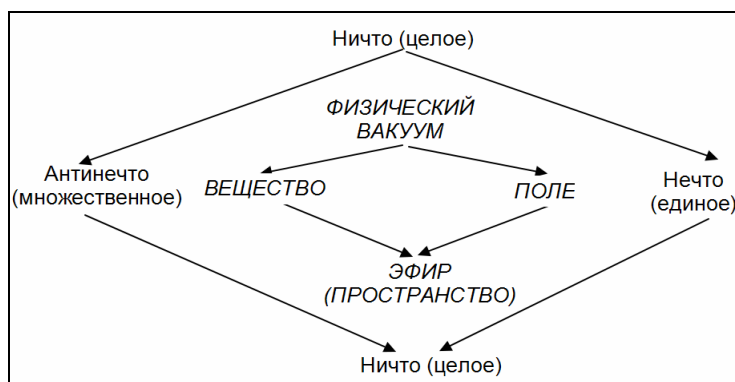 Ничто (целое)
ФИЗИЧЕСКИЙ
ВАКУУМ
Антинечто
(множественное)
ВЕЩЕСТВО
ПОЛЕ
Нечто
(единое)
ЭФИР
(ПРОСТРАНСТВО)
Ничто (целое)